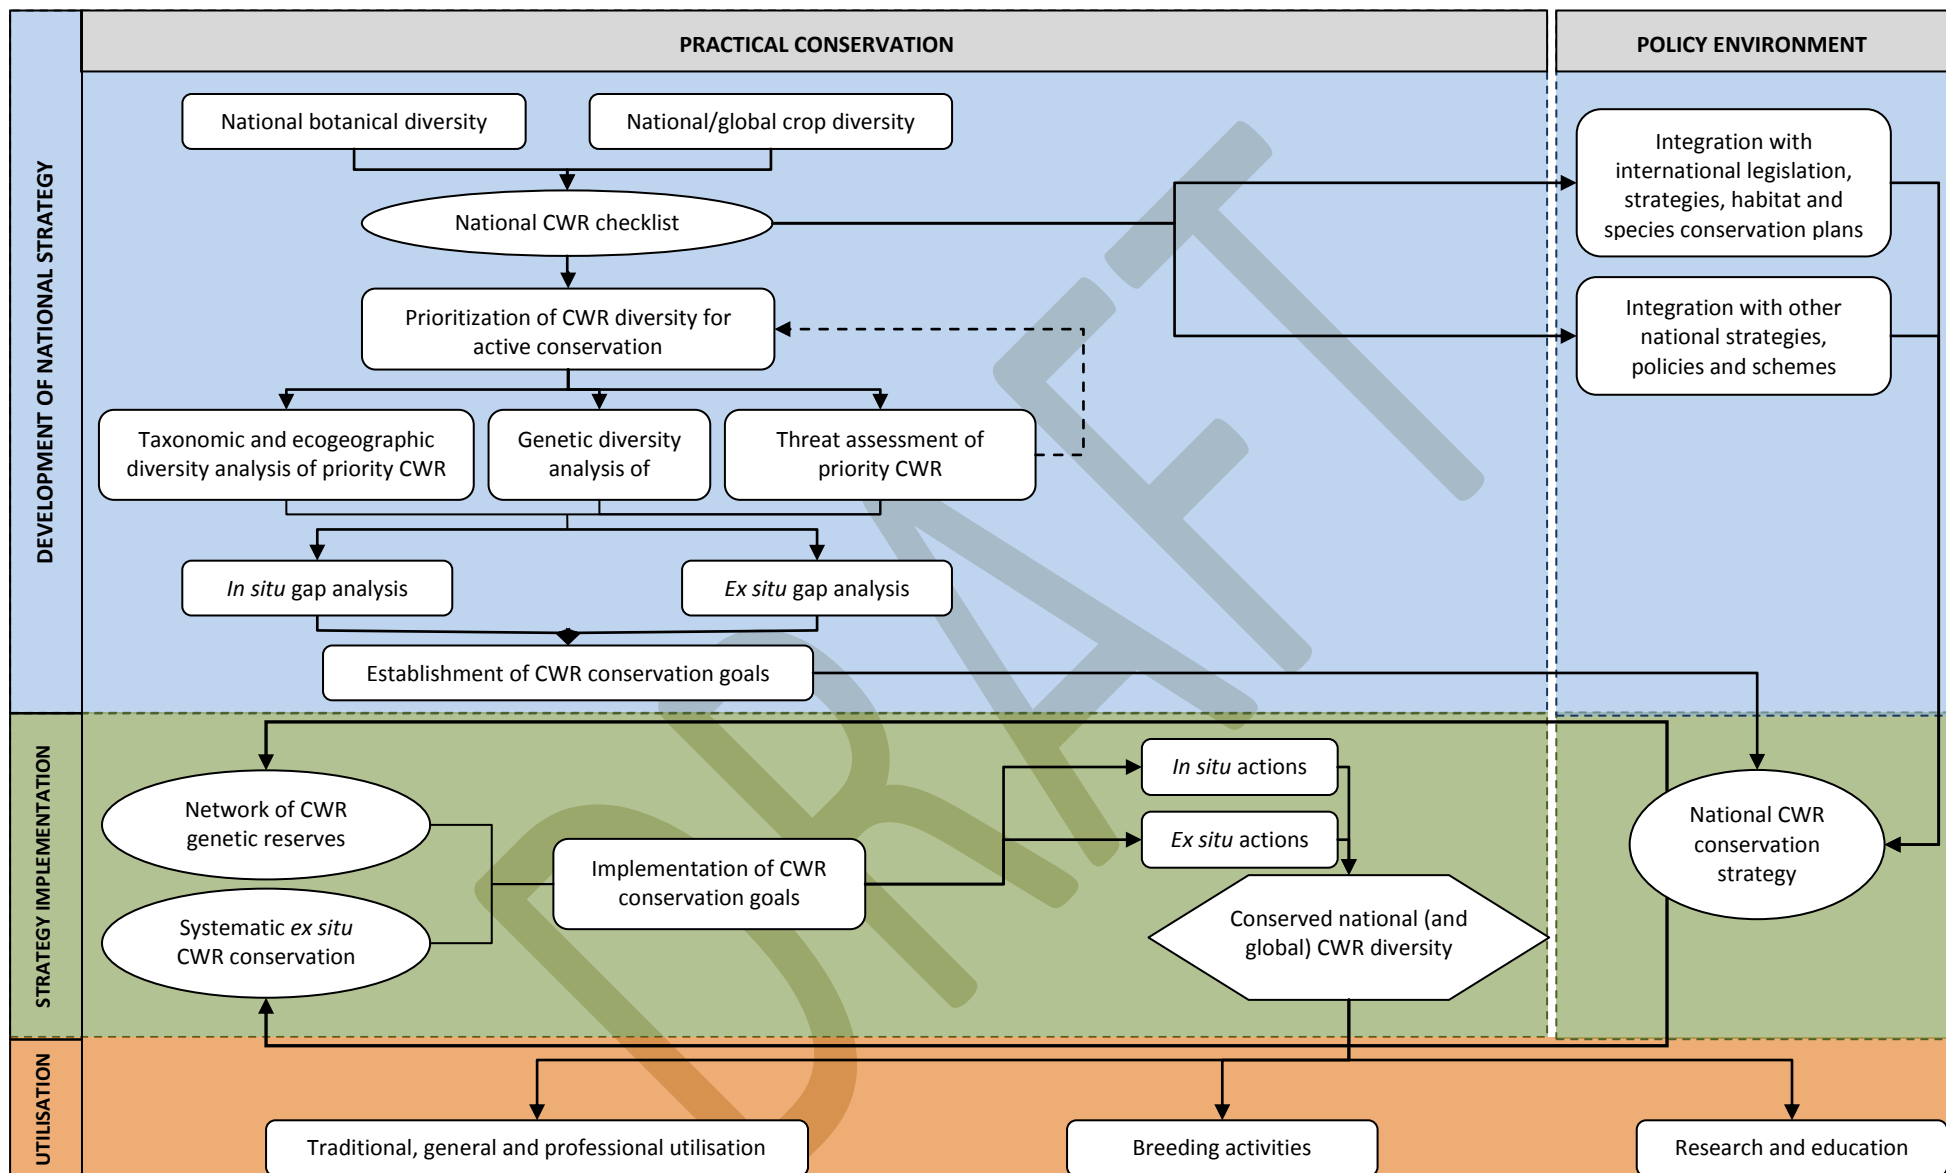 PRACTICAL CONSERVATION
POLICY ENVIRONMENT
DEVELOPMENT OF NATIONAL STRATEGY
National botanical diversity
National/global crop diversity
National CWR checklist
Integration with
international legislation,
strategies, habitat and
species conservation plans
Prioritization of CWR diversity for
active conservation
Integration with other
national strategies,
policies and schemes
Taxonomic and ecogeographic
diversity analysis of priority CWR
Genetic diversity
analysis of
Threat assessment of
priority CWR
In situ gap analysis
Ex situ gap analysis
Establishment of CWR conservation goals
STRATEGY IMPLEMENTATION
Network of CWR
genetic reserves
Systematic ex situ
CWR conservation
Implementation of CWR
conservation goals
In situ actions
Ex situ actions
Conserved national (and
global) CWR diversity
National CWR
conservation
strategy
UTILISATION
Traditional, general and professional utilisation
Breeding activities
Research and education
DRAFT